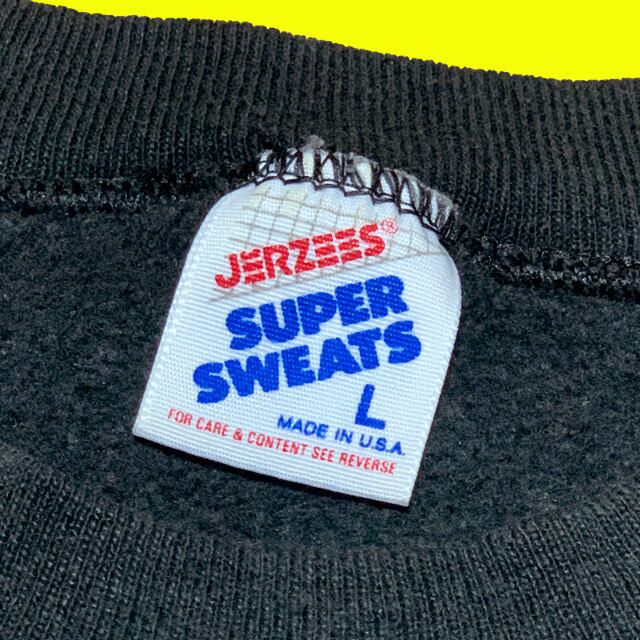 JERZEES®
SUPER
SWEATS
L
MADE IN U.S.A.
FOR CARE & CONTENT SEE REVERSE